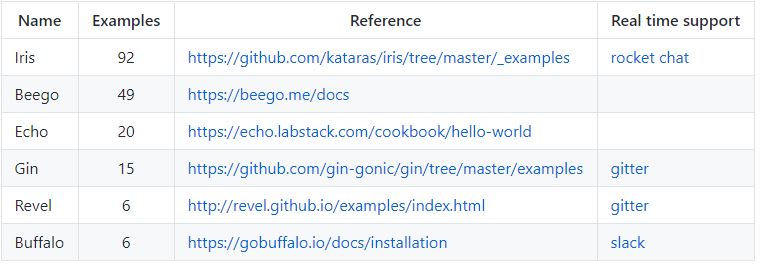 Name Examples Reference Real time support
Iris 92 https://github.com/kataras/iris/tree/master/_examples rocket chat
Beego 49 https://beego.me/docs
Echo 20 https://echo.labstack.com/cookbook/hello-world
Gin 15 https://github.com/gin-gonic/gin/tree/master/examples gitter
Revel 6 http://revel.github.io/examples/index.html gitter
Buffalo 6 https://gobuffalo.io/docs/installation slack